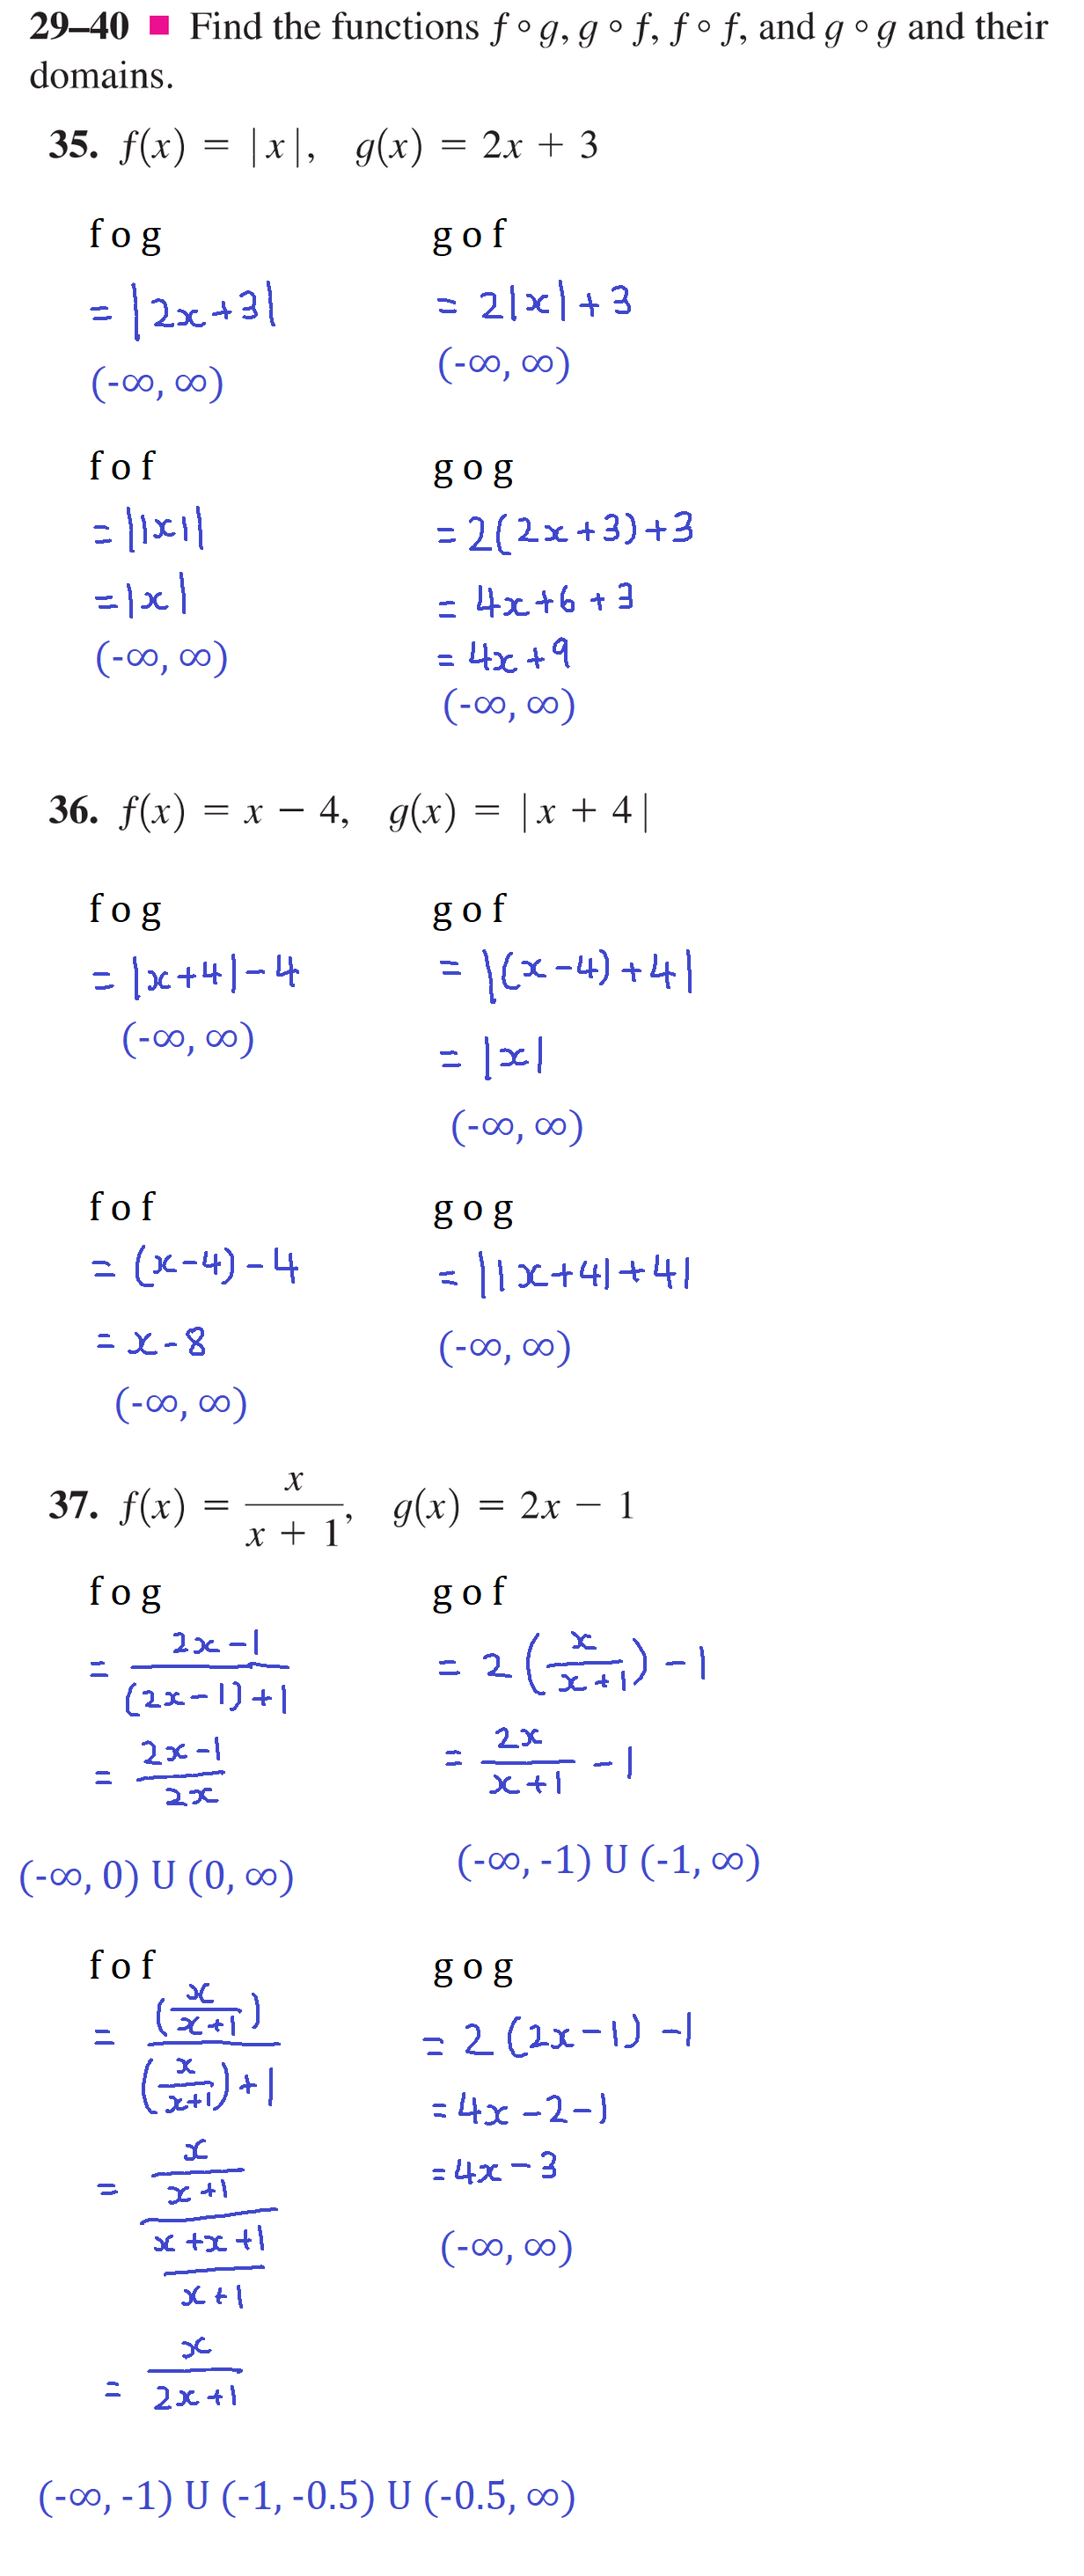 29–40 ■ Find the functions f ∘ g, g ∘ f, f ∘ f, and g ∘ g and their
domains.
35. f(x) = |x|, g(x) = 2x + 3
f o g
= |2x+3|
(-∞, ∞)
g o f
= 2|x|+3
(-∞, ∞)
f o f
= ||x||
= |x|
(-∞, ∞)
g o g
= 2(2x+3)+3
= 4x+6+3
= 4x+9
(-∞, ∞)
36. f(x) = x − 4, g(x) = |x + 4|
f o g
= |x+4|-4
(-∞, ∞)
g o f
= |(x-4)+4|
= |x|
(-∞, ∞)
f o f
= (x-4)-4
= x-8
(-∞, ∞)
g o g
= ||x+4|+4|
(-∞, ∞)
37. f(x) = x/(x + 1), g(x) = 2x − 1
f o g
= (2x-1)/((2x-1)+1)
= (2x-1)/(2x)
(-∞, 0) U (0, ∞)
g o f
= 2(x/(x+1))-1
= 2x/(x+1) - 1
(-∞, -1) U (-1, ∞)
f o f
= (x/(x+1))/((x/(x+1))+1)
= (x/(x+1))/((x+x+1)/(x+1))
= x/(2x+1)
(-∞, -1) U (-1, -0.5) U (-0.5, ∞)
g o g
= 2(2x-1)-1
= 4x-2-1
= 4x-3
(-∞, ∞)